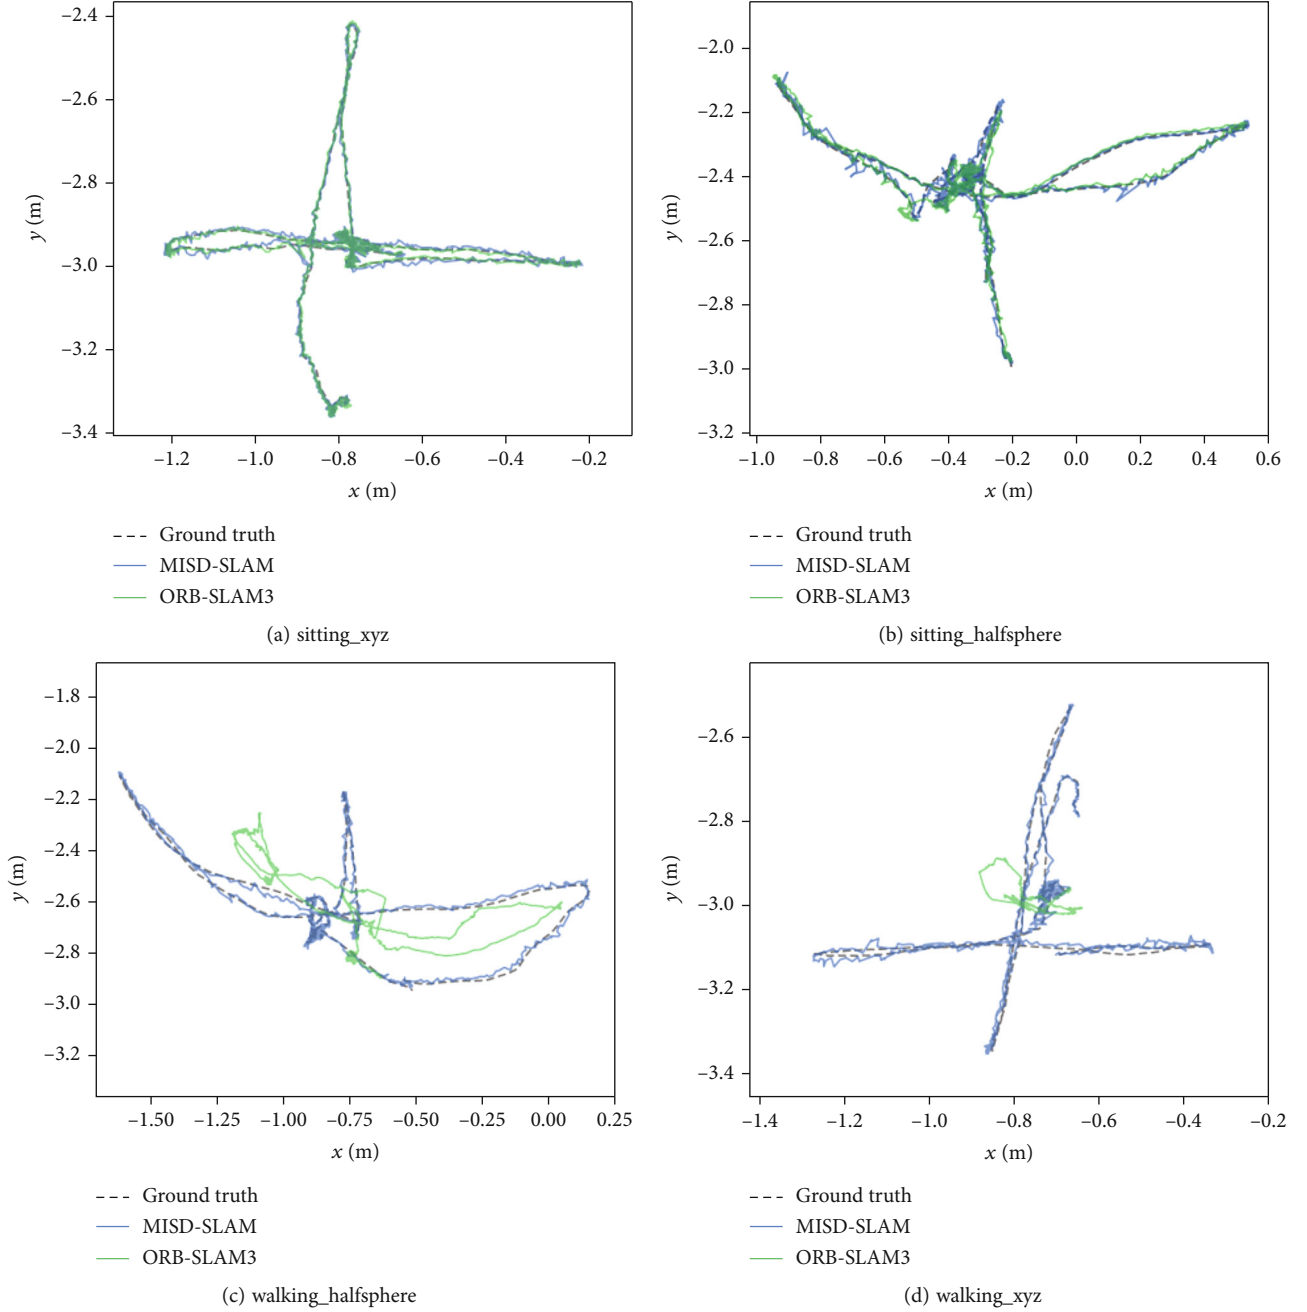 −2.4
−2.6
−2.8
−3.0
−3.2
−3.4
y (m)
−1.2 −1.0 −0.8 −0.6 −0.4 −0.2
x (m)
Ground truth
MISD-SLAM
ORB-SLAM3
(a) sitting_xyz
−2.0
−2.2
−2.4
−2.6
−2.8
−3.0
−3.2
y (m)
−1.0 −0.8 −0.6 −0.4 −0.2 0.0 0.2 0.4 0.6
x (m)
Ground truth
MISD-SLAM
ORB-SLAM3
(b) sitting_halfsphere
−1.8
−2.0
−2.2
−2.4
−2.6
−2.8
−3.0
−3.2
y (m)
−1.50 −1.25 −1.00 −0.75 −0.50 −0.25 0.00 0.25
x (m)
Ground truth
MISD-SLAM
ORB-SLAM3
(c) walking_halfsphere
−2.6
−2.8
−3.0
−3.2
−3.4
y (m)
−1.4 −1.2 −1.0 −0.8 −0.6 −0.4 −0.2
x (m)
Ground truth
MISD-SLAM
ORB-SLAM3
(d) walking_xyz